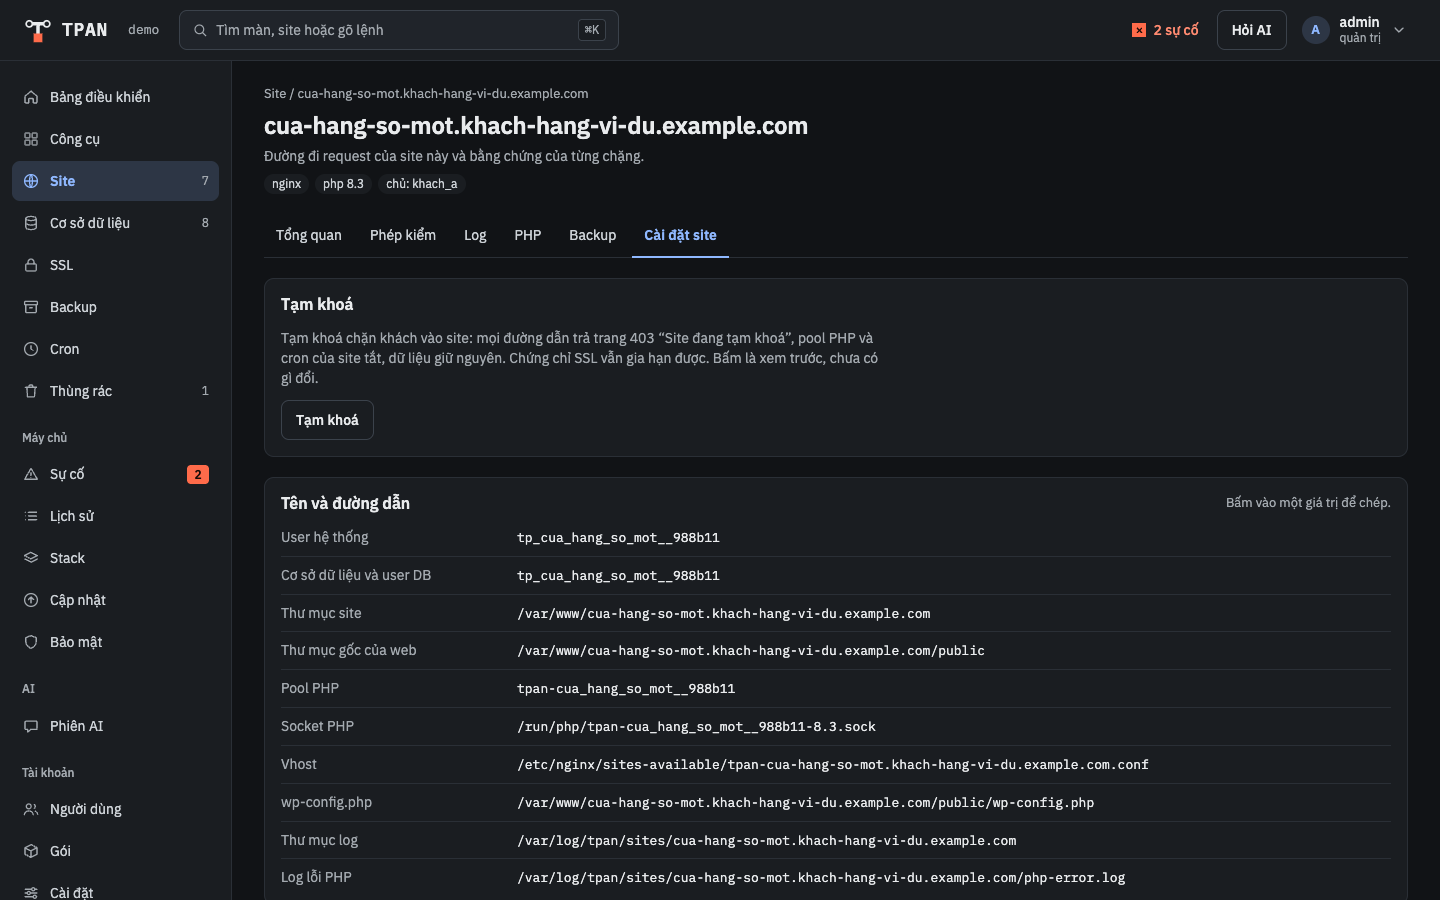 TPAN demo
Tìm màn, site hoặc gõ lệnh ⌘K
2 sự cố
Hỏi AI
A
admin
quản trị
Bảng điều khiển
Công cụ
Site 7
Cơ sở dữ liệu 8
SSL
Backup
Cron
Thùng rác 1
Máy chủ
Sự cố 2
Lịch sử
Stack
Cập nhật
Bảo mật
AI
Phiên AI
Tài khoản
Người dùng
Gói
Cài đặt
Site / cua-hang-so-mot.khach-hang-vi-du.example.com
cua-hang-so-mot.khach-hang-vi-du.example.com
Đường đi request của site này và bằng chứng của từng chặng.
nginx php 8.3 chủ: khach_a
Tổng quan Phép kiểm Log PHP Backup Cài đặt site
Tạm khoá
Tạm khoá chặn khách vào site: mọi đường dẫn trả trang 403 “Site đang tạm khoá”, pool PHP và
cron của site tắt, dữ liệu giữ nguyên. Chứng chỉ SSL vẫn gia hạn được. Bấm là xem trước, chưa có
gì đổi.
Tạm khoá
Tên và đường dẫn Bấm vào một giá trị để chép.
User hệ thống tp_cua_hang_so_mot__988b11
Cơ sở dữ liệu và user DB tp_cua_hang_so_mot__988b11
Thư mục site /var/www/cua-hang-so-mot.khach-hang-vi-du.example.com
Thư mục gốc của web /var/www/cua-hang-so-mot.khach-hang-vi-du.example.com/public
Pool PHP tpan-cua_hang_so_mot__988b11
Socket PHP /run/php/tpan-cua_hang_so_mot__988b11-8.3.sock
Vhost /etc/nginx/sites-available/tpan-cua-hang-so-mot.khach-hang-vi-du.example.com.conf
wp-config.php /var/www/cua-hang-so-mot.khach-hang-vi-du.example.com/public/wp-config.php
Thư mục log /var/log/tpan/sites/cua-hang-so-mot.khach-hang-vi-du.example.com
Log lỗi PHP /var/log/tpan/sites/cua-hang-so-mot.khach-hang-vi-du.example.com/php-error.log